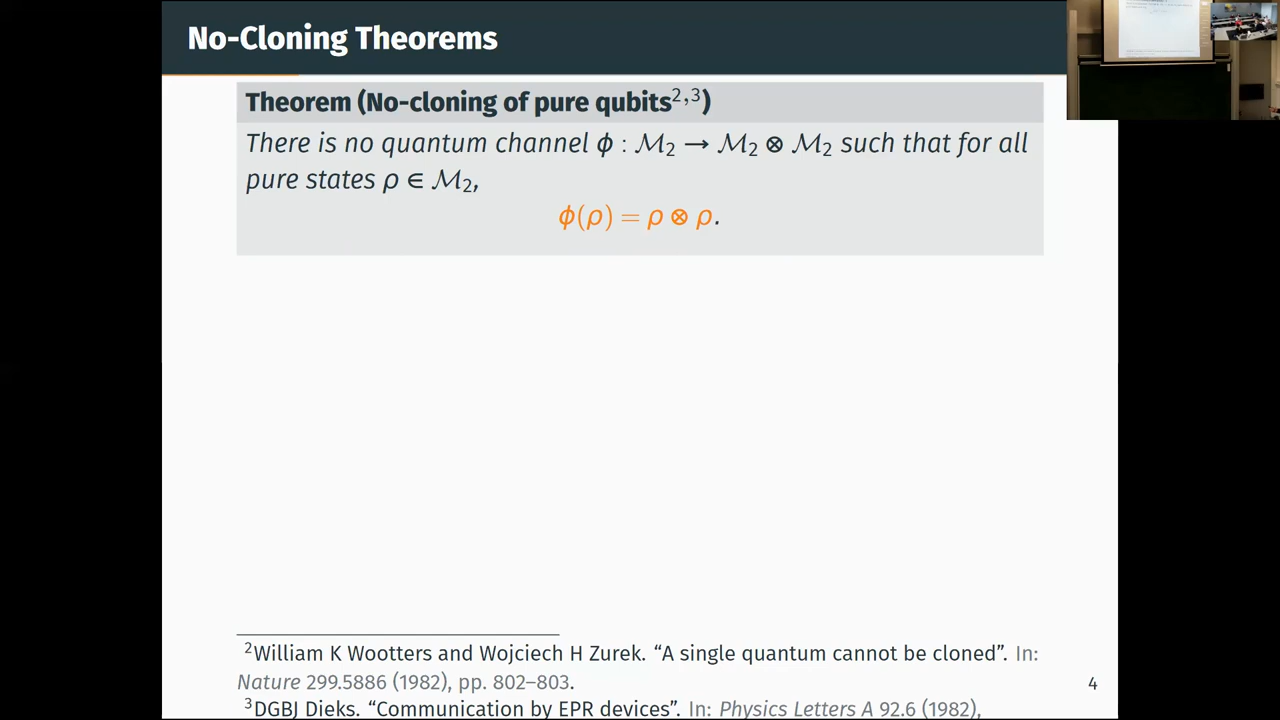 No-Cloning Theorems
Theorem (No-cloning of pure qubits²,³)
There is no quantum channel ϕ : ℳ₂ → ℳ₂ ⊗ ℳ₂ such that for all
pure states ρ ∈ ℳ₂,
ϕ(ρ) = ρ ⊗ ρ.
²William K Wootters and Wojciech H Zurek. “A single quantum cannot be cloned”. In:
Nature 299.5886 (1982), pp. 802–803.
4
³DGBJ Dieks. “Communication by EPR devices”. In: Physics Letters A 92.6 (1982),